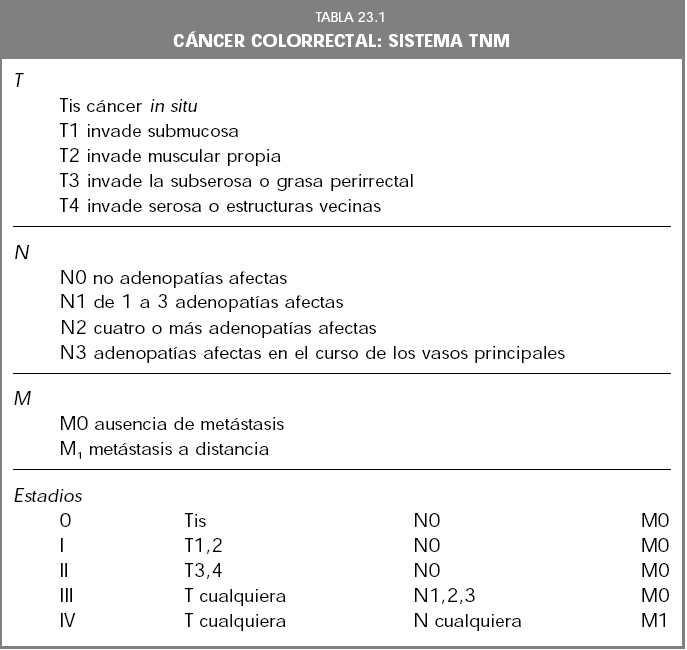 TABLA 23.1
CÁNCER COLORRECTAL: SISTEMA TNM
T
Tis cáncer in situ
T1 invade submucosa
T2 invade muscular propia
T3 invade la subserosa o grasa perirrectal
T4 invade serosa o estructuras vecinas
N
N0 no adenopatías afectas
N1 de 1 a 3 adenopatías afectas
N2 cuatro o más adenopatías afectas
N3 adenopatías afectas en el curso de los vasos principales
M
M0 ausencia de metástasis
M1 metástasis a distancia
Estadios
0 Tis N0 M0
I T1,2 N0 M0
II T3,4 N0 M0
III T cualquiera N1,2,3 M0
IV T cualquiera N cualquiera M1